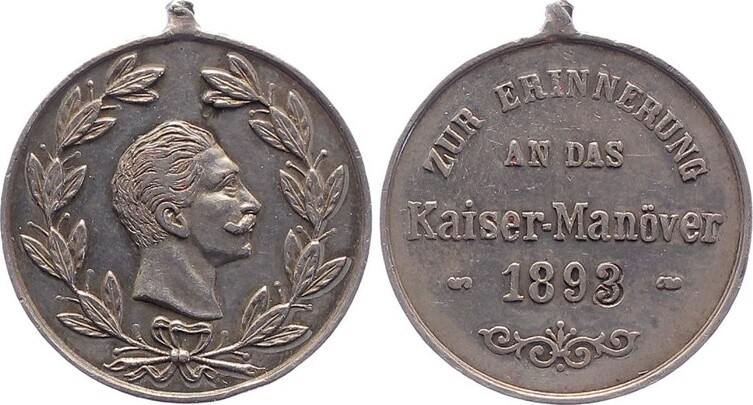 ZUR ERINNERUNG
AN DAS
Kaiser-Manöver
1893